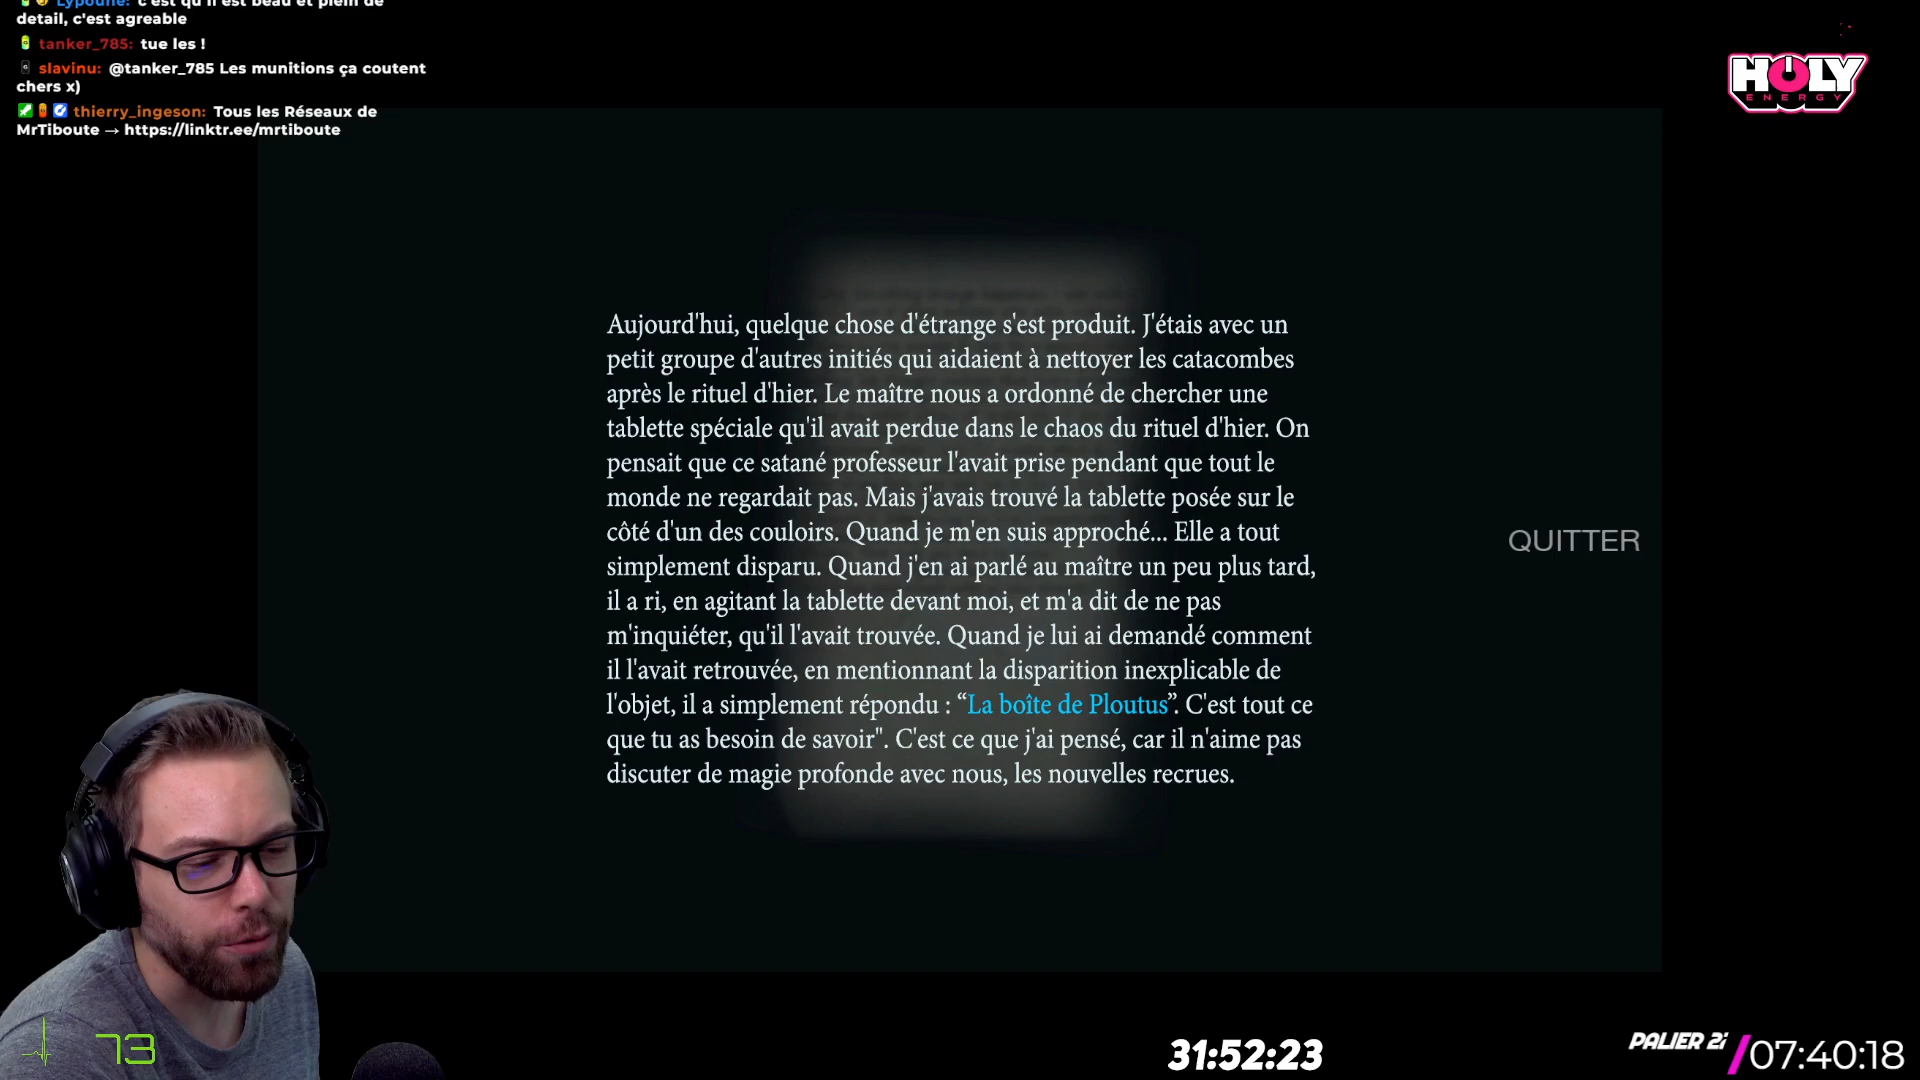 Lypoune: c'est qu'il est beau et plein de
detail, c'est agreable
tanker_785: tue les !
slavinu: @tanker_785 Les munitions ça coutent
chers x)
thierry_ingeson: Tous les Réseaux de
MrTiboute → https://linktr.ee/mrtiboute
HOLY
ENERGY
Aujourd'hui, quelque chose d'étrange s'est produit. J'étais avec un
petit groupe d'autres initiés qui aidaient à nettoyer les catacombes
après le rituel d'hier. Le maître nous a ordonné de chercher une
tablette spéciale qu'il avait perdue dans le chaos du rituel d'hier. On
pensait que ce satané professeur l'avait prise pendant que tout le
monde ne regardait pas. Mais j'avais trouvé la tablette posée sur le
côté d'un des couloirs. Quand je m'en suis approché... Elle a tout
simplement disparu. Quand j'en ai parlé au maître un peu plus tard,
il a ri, en agitant la tablette devant moi, et m'a dit de ne pas
m'inquiéter, qu'il l'avait trouvée. Quand je lui ai demandé comment
il l'avait retrouvée, en mentionnant la disparition inexplicable de
l'objet, il a simplement répondu : “La boîte de Ploutus”. C'est tout ce
que tu as besoin de savoir". C'est ce que j'ai pensé, car il n'aime pas
discuter de magie profonde avec nous, les nouvelles recrues.
QUITTER
73
31:52:23
PALIER
07:40:18